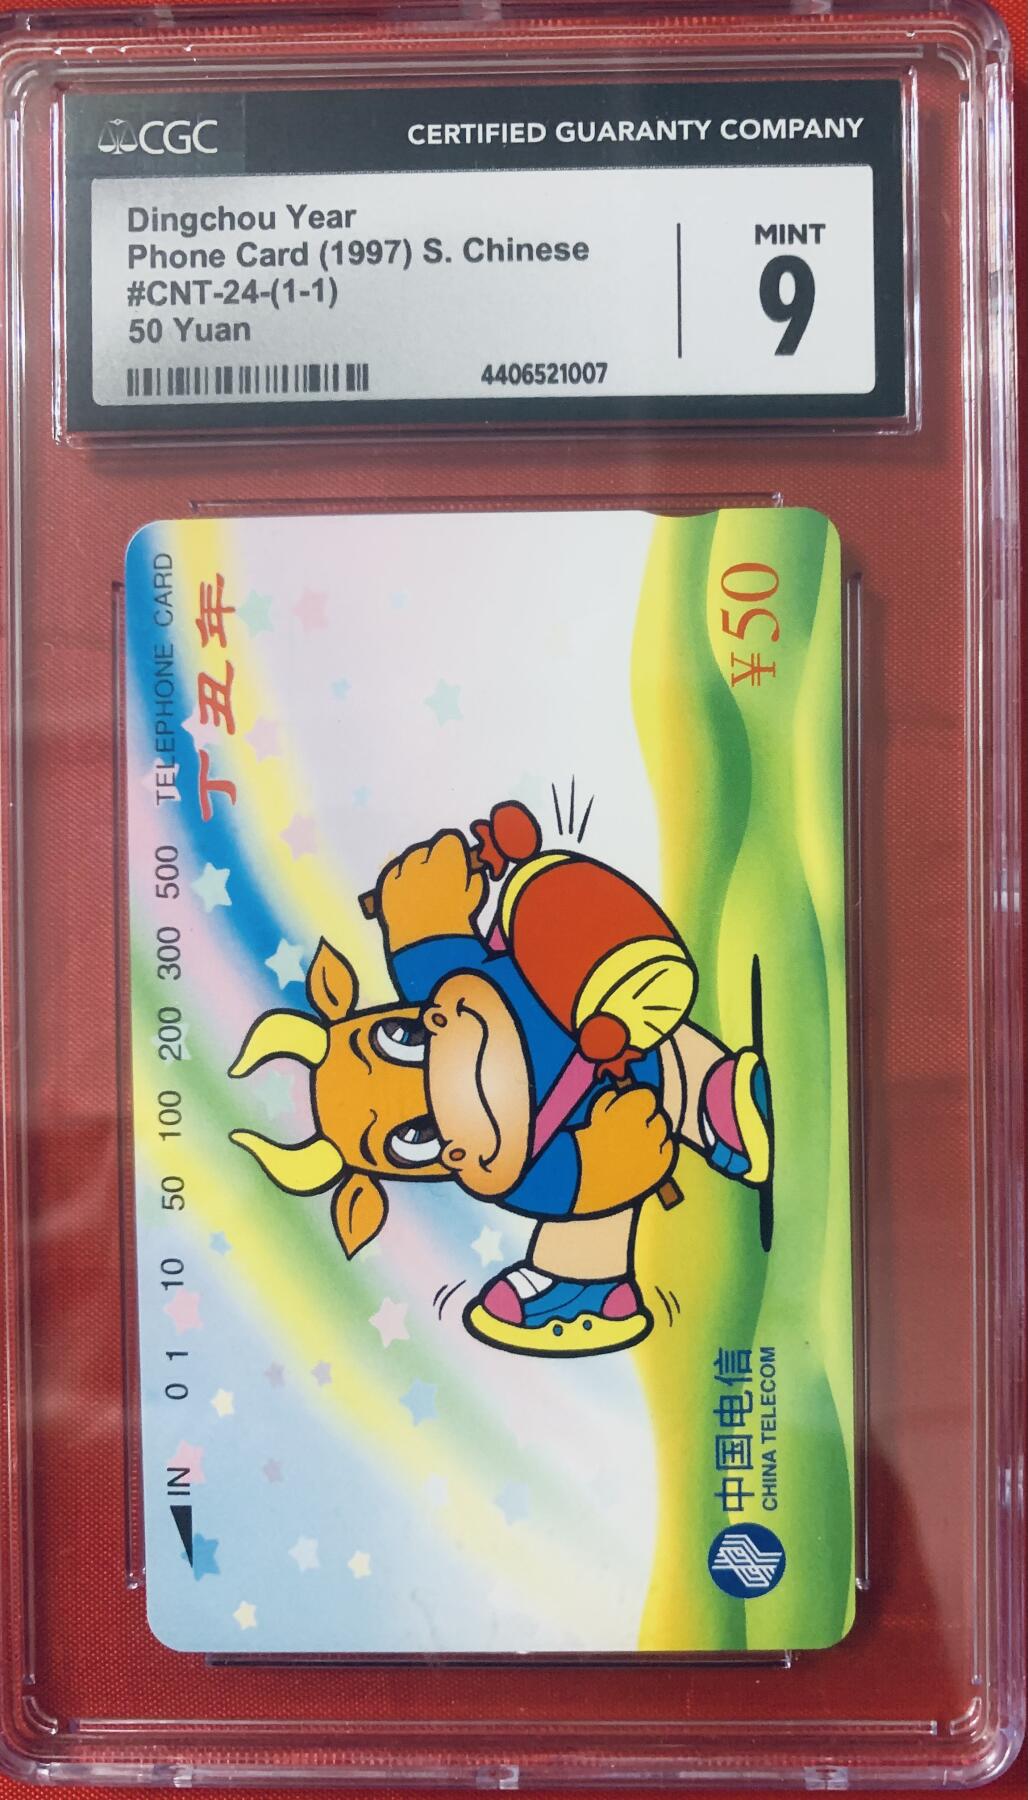 CGC
CERTIFIED GUARANTY COMPANY
Dingchou Year
Phone Card (1997) S. Chinese
#CNT-24-(1-1)
50 Yuan
4406521007
MINT
9
IN 0 1 10 50 100 200 300 500 TELEPHONE CARD
丁丑年
¥50
中国电信
CHINA TELECOM